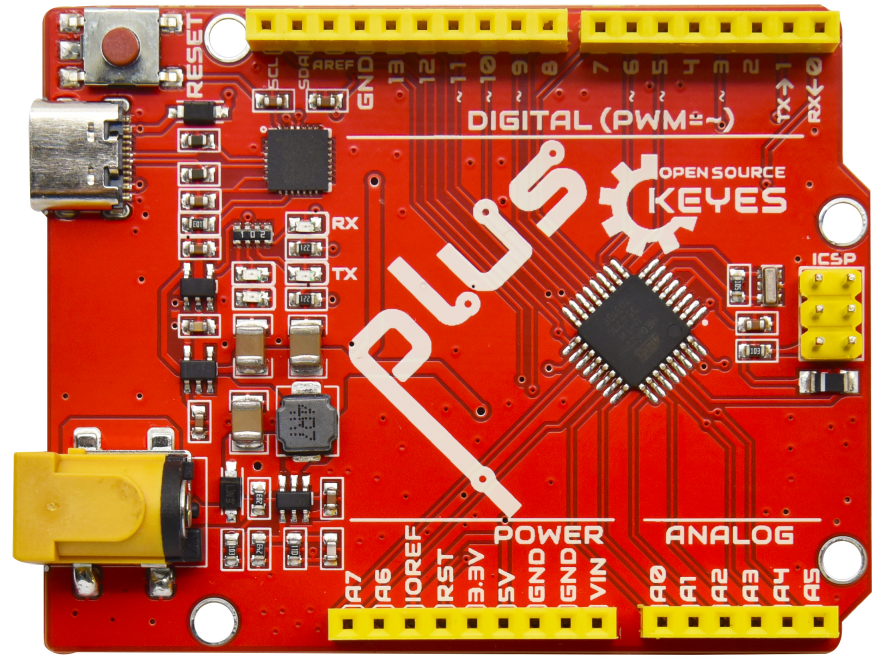 RESET
SCL
SDA
AREF
GND
13
12
~11
~10
~9
8
7
~6
~5
4
~3
2
TX→1
RX←0
DIGITAL (PWM=~)
OPEN SOURCE
KEYES
plus
RX
TX
ICSP
POWER
ANALOG
A7
A6
IOREF
RST
3.3V
5V
GND
GND
VIN
A0
A1
A2
A3
A4
A5